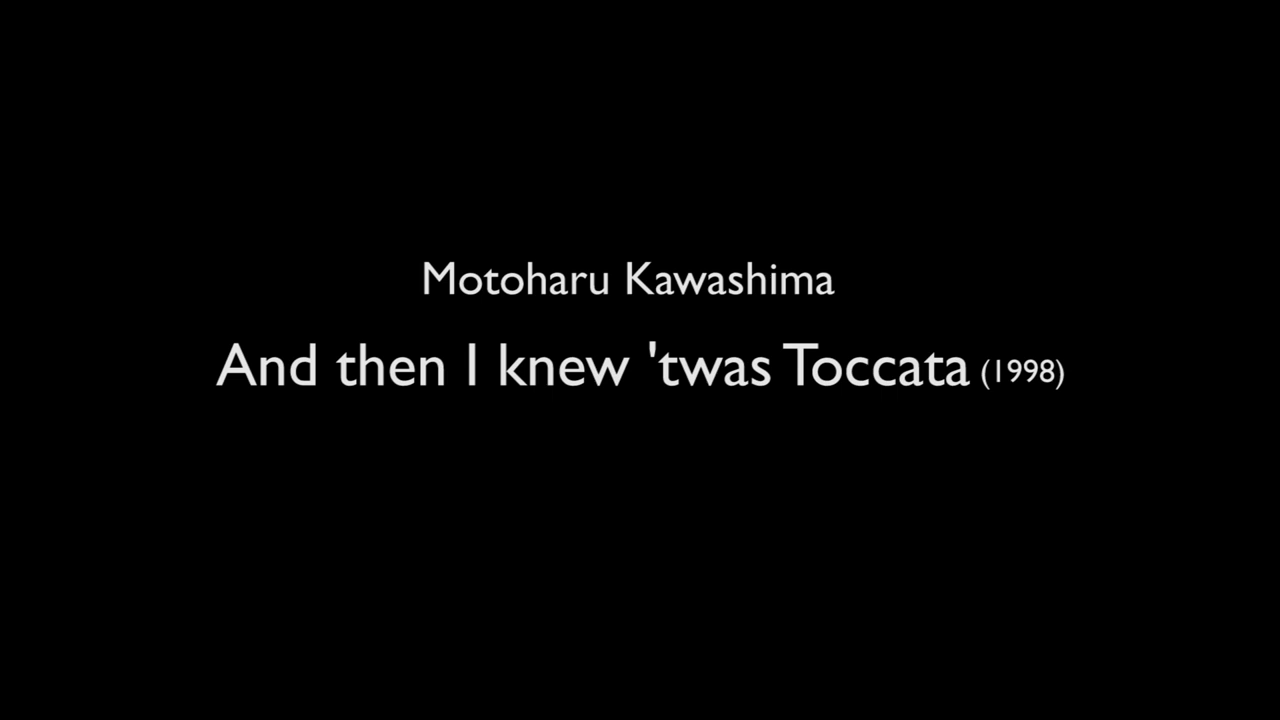 Motoharu Kawashima
And then I knew 'twas Toccata (1998)